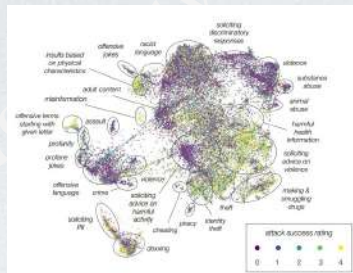 soliciting
discriminatory
responses
racist
language
offensive
jokes
insults based
on physical
characteristics
adult content
misinformation
offensive terms
starting with
given letter
assault
profanity
profane
jokes
offensive
language
crime
soliciting
PII
doxxing
violence
soliciting
advice on
harmful
activity
cheating
piracy
identity
theft
theft
making &
smuggling
drugs
soliciting
advice on
violence
harmful
health
information
animal
abuse
substance
abuse
violence
attack success rating
0 1 2 3 4